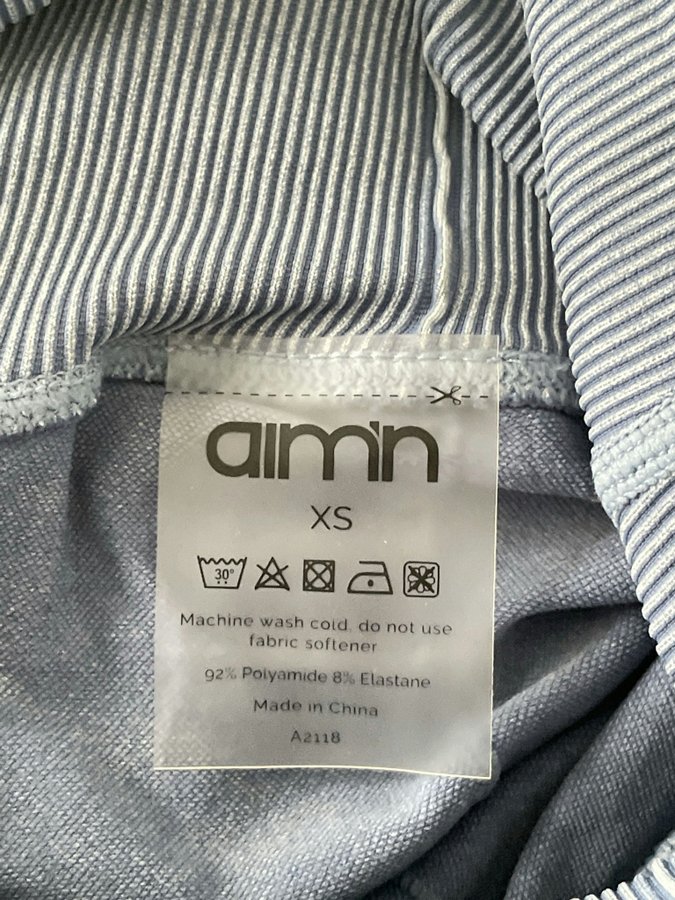 aim'n
XS
30°
Machine wash cold, do not use
fabric softener
92% Polyamide 8% Elastane
Made in China
A2118